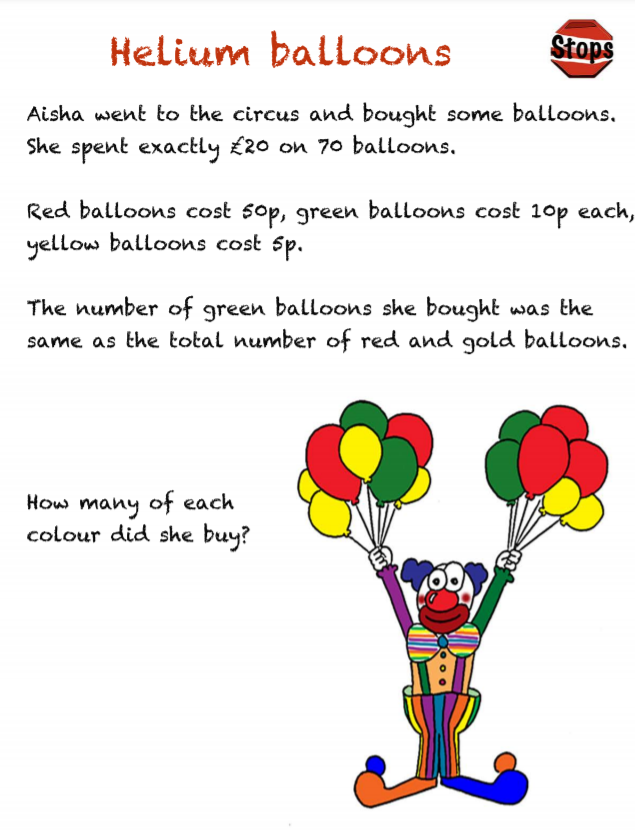 Helium balloons
Stops
Aisha went to the circus and bought some balloons.
She spent exactly £20 on 70 balloons.
Red balloons cost 50p, green balloons cost 10p each,
yellow balloons cost 5p.
The number of green balloons she bought was the
same as the total number of red and gold balloons.
How many of each
colour did she buy?